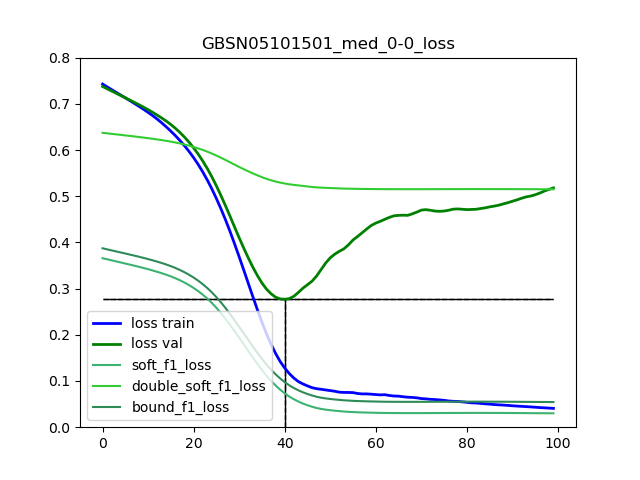 GBSN05101501_med_0-0_loss
0.8
0.7
0.6
0.5
0.4
0.3
0.2
0.1
0.0
loss train
loss val
soft_f1_loss
double_soft_f1_loss
bound_f1_loss
0 20 40 60 80 100